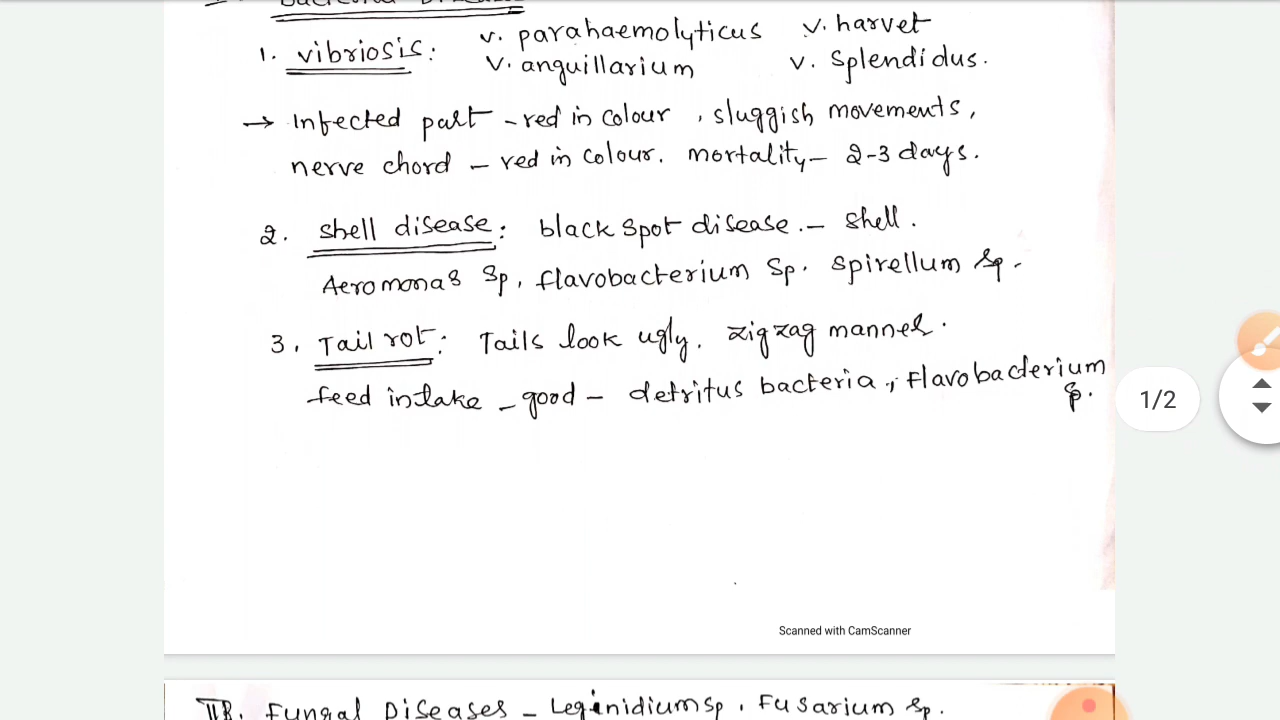 Bacterial Disease
1. vibriosis: v. parahaemolyticus v. harvet
v. anguillarium v. Splendidus.
→ Infected part - red in colour, sluggish movements,
nerve chord - red in colour. mortality - 2-3 days.
2. shell disease: black spot disease. - shell.
Aeromonas Sp, flavobacterium Sp. spirellum Sp.
3. Tail rot: Tails look ugly. zigzag manner.
feed intake - good - detritus bacteria, Flavobacterium
Sp.
1/2
Scanned with CamScanner
III B. Fungal Diseases - Leginidium sp, Fusarium Sp.